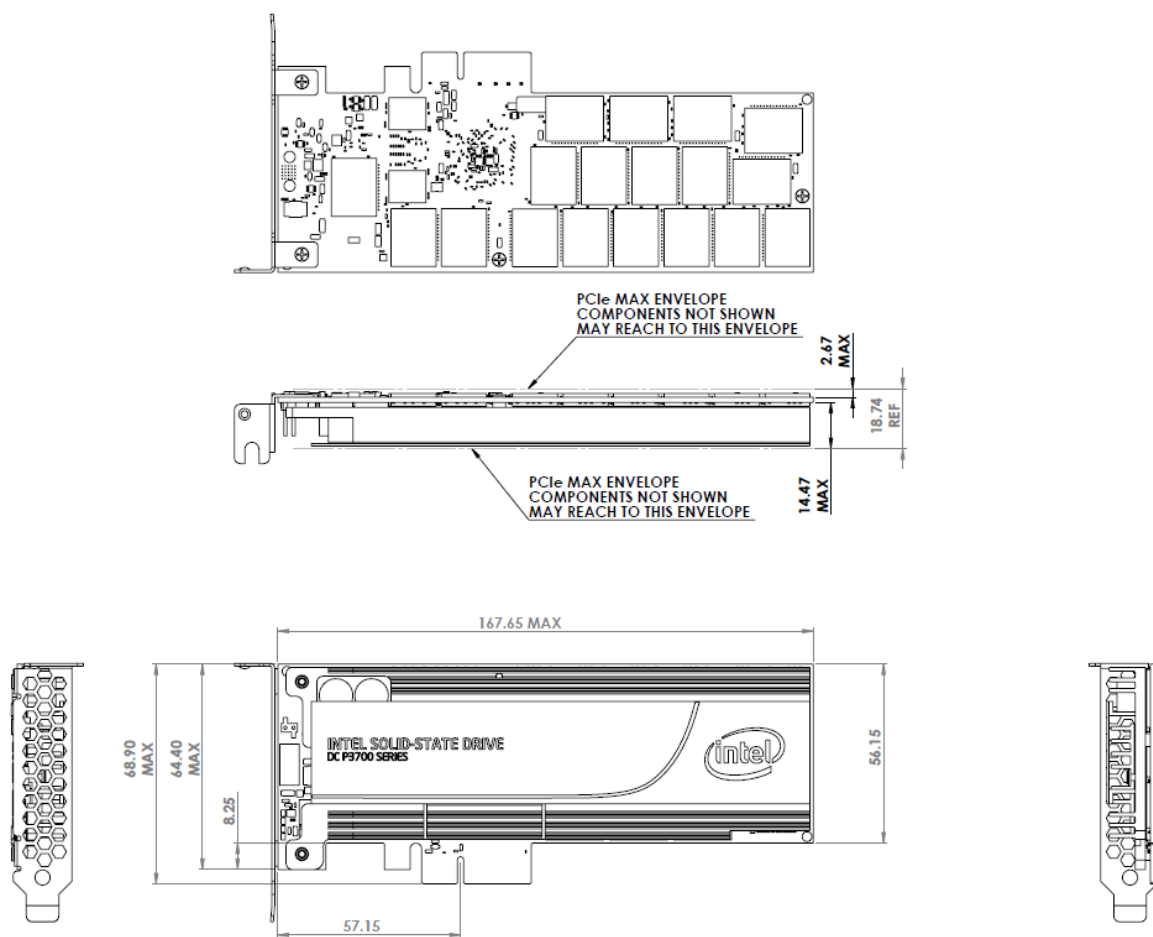 PCIe MAX ENVELOPE
COMPONENTS NOT SHOWN
MAY REACH TO THIS ENVELOPE
2.67
MAX
18.74
REF
PCIe MAX ENVELOPE
COMPONENTS NOT SHOWN
MAY REACH TO THIS ENVELOPE
14.47
MAX
167.65 MAX
68.90
MAX
64.40
MAX
8.25
INTEL SOLID-STATE DRIVE
DC P3700 SERIES
intel
56.15
57.15